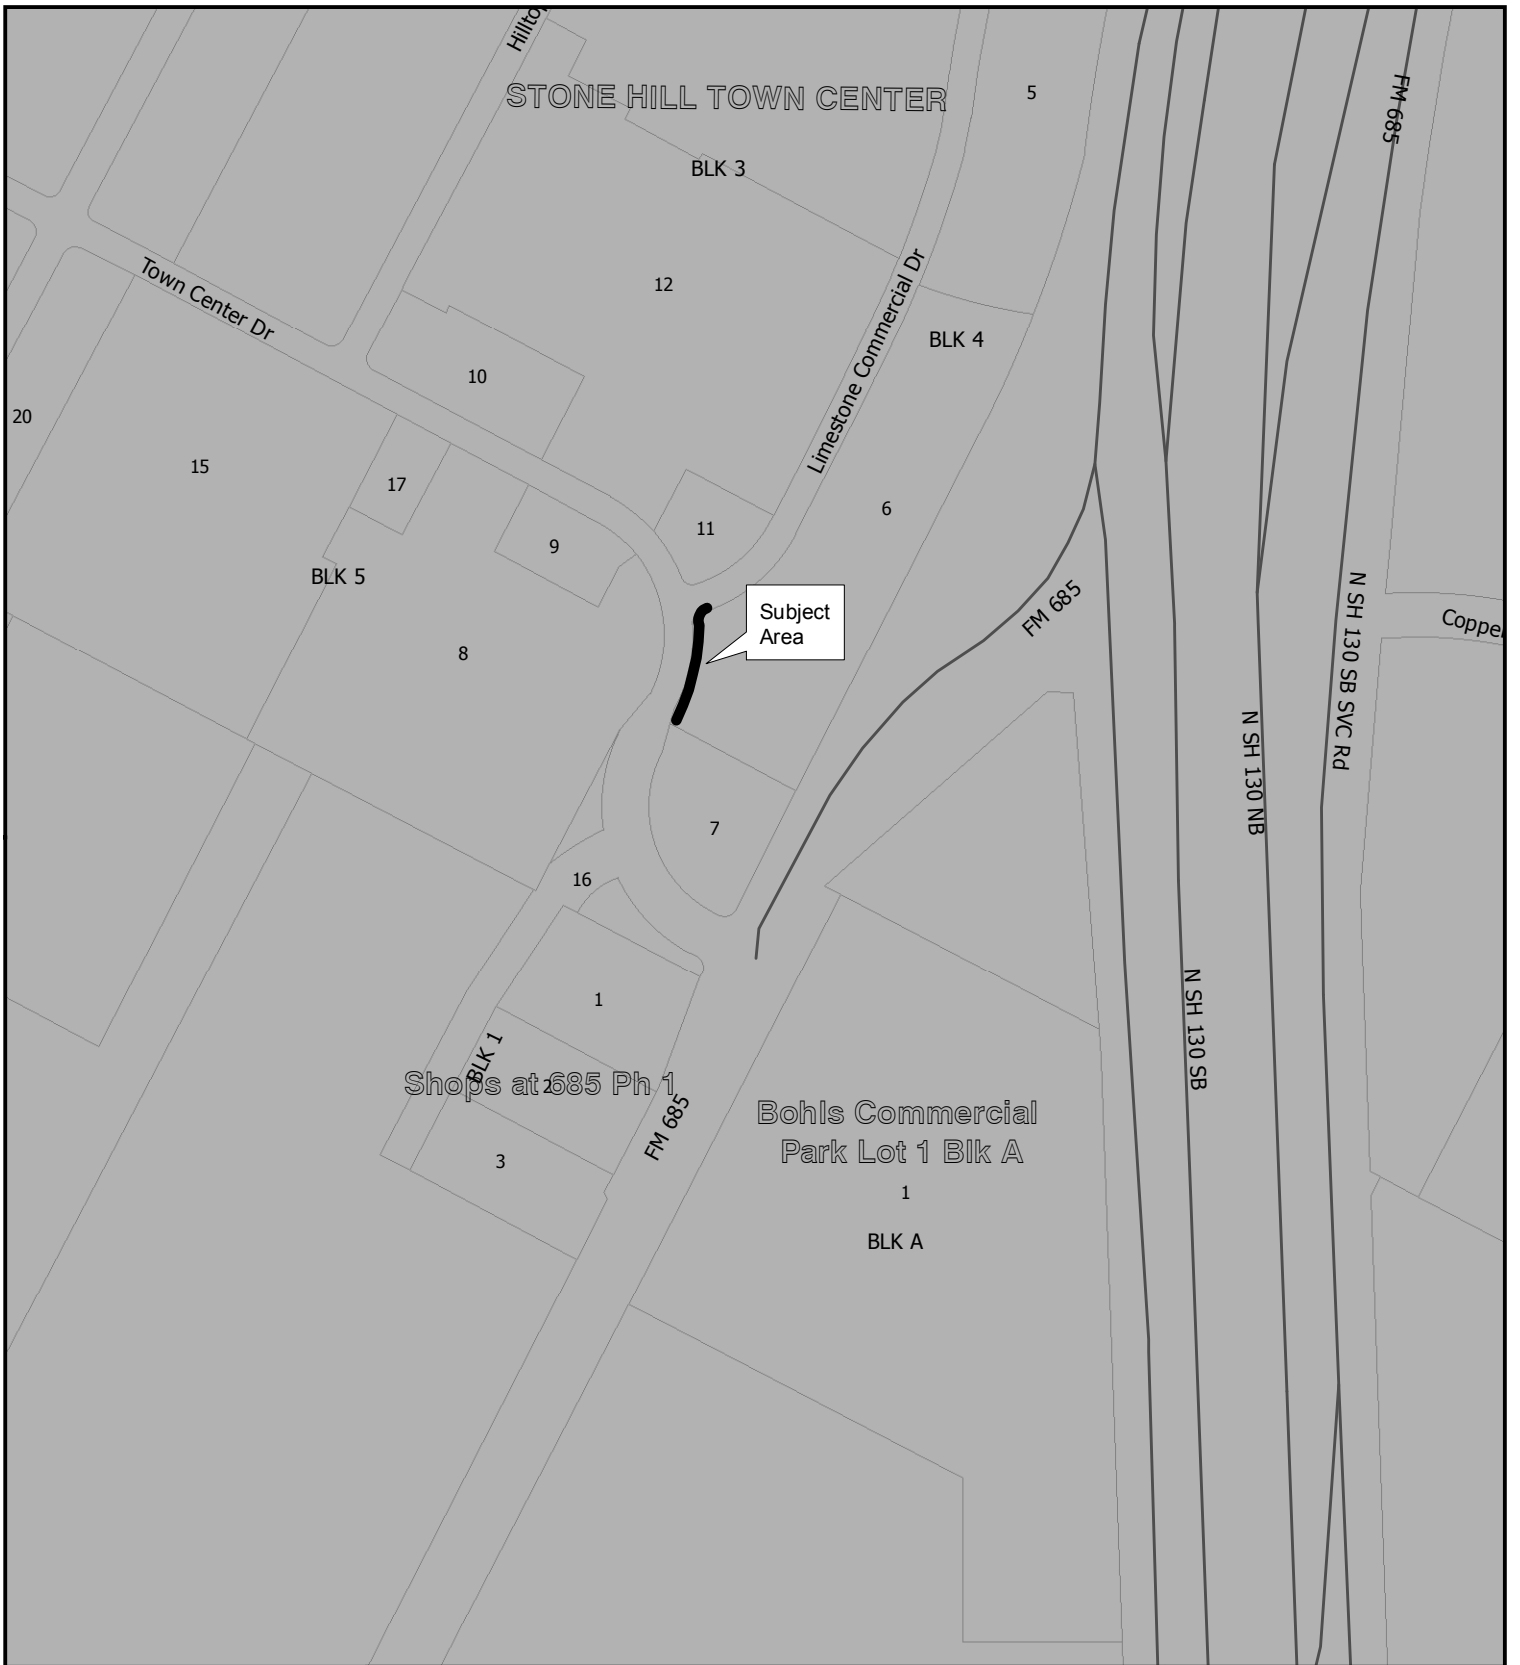 Hillto
FM 685
STONE HILL TOWN CENTER
5
BLK 3
Town Center Dr
12
Limestone Commercial Dr
BLK 4
10
20
15
17
6
11
9
BLK 5
Subject
Area
FM 685
N SH 130 SB SVC Rd
Copper
8
N SH 130 NB
7
16
1
N SH 130 SB
BLK 1
Shops at 685 Ph 1
2
FM 685
Bohls Commercial
Park Lot 1 Blk A
3
1
BLK A